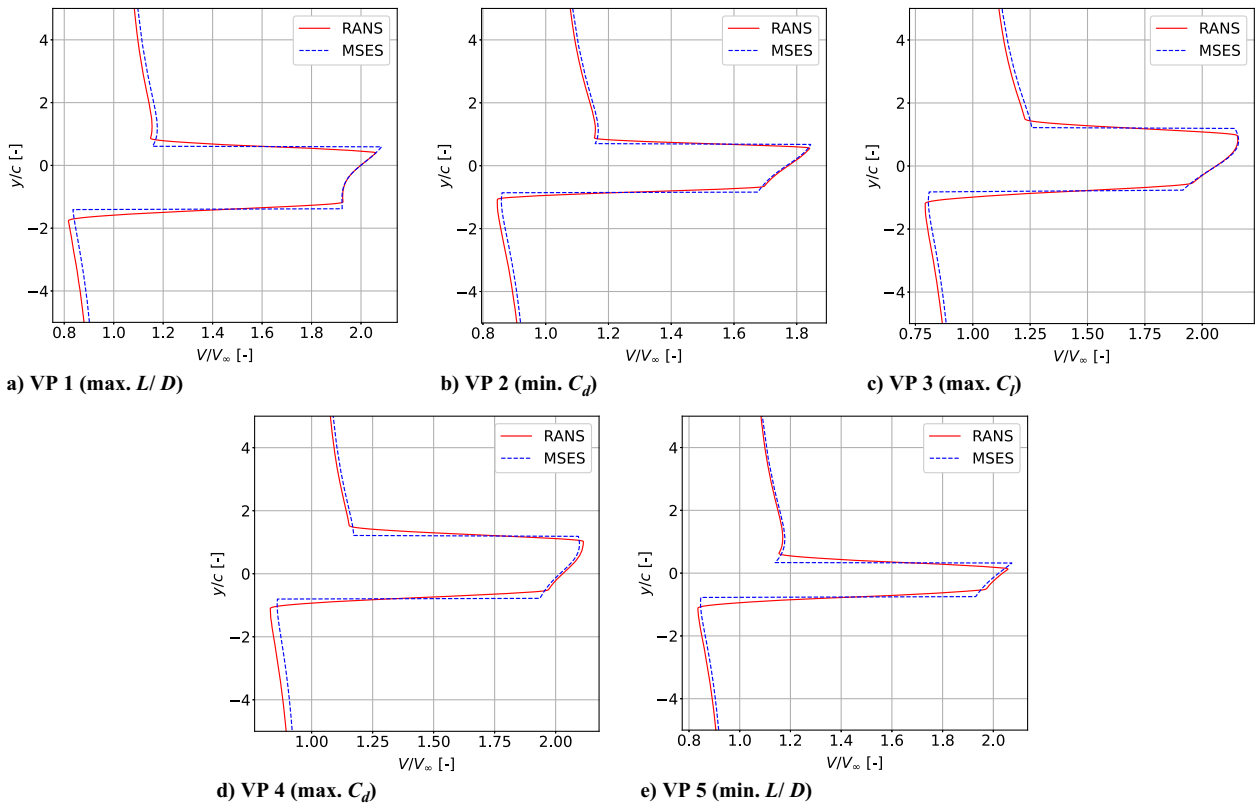 RANS
MSES
4
2
0
−2
−4
y/c [-]
0.8 1.0 1.2 1.4 1.6 1.8 2.0
V/V∞ [-]
a) VP 1 (max. L/ D)
RANS
MSES
4
2
0
−2
−4
y/c [-]
0.8 1.0 1.2 1.4 1.6 1.8
V/V∞ [-]
b) VP 2 (min. Cd)
RANS
MSES
4
2
0
−2
−4
y/c [-]
0.75 1.00 1.25 1.50 1.75 2.00
V/V∞ [-]
c) VP 3 (max. Cl)
RANS
MSES
4
2
0
−2
−4
y/c [-]
1.00 1.25 1.50 1.75 2.00
V/V∞ [-]
d) VP 4 (max. Cd)
RANS
MSES
4
2
0
−2
−4
y/c [-]
0.8 1.0 1.2 1.4 1.6 1.8 2.0
V/V∞ [-]
e) VP 5 (min. L/ D)